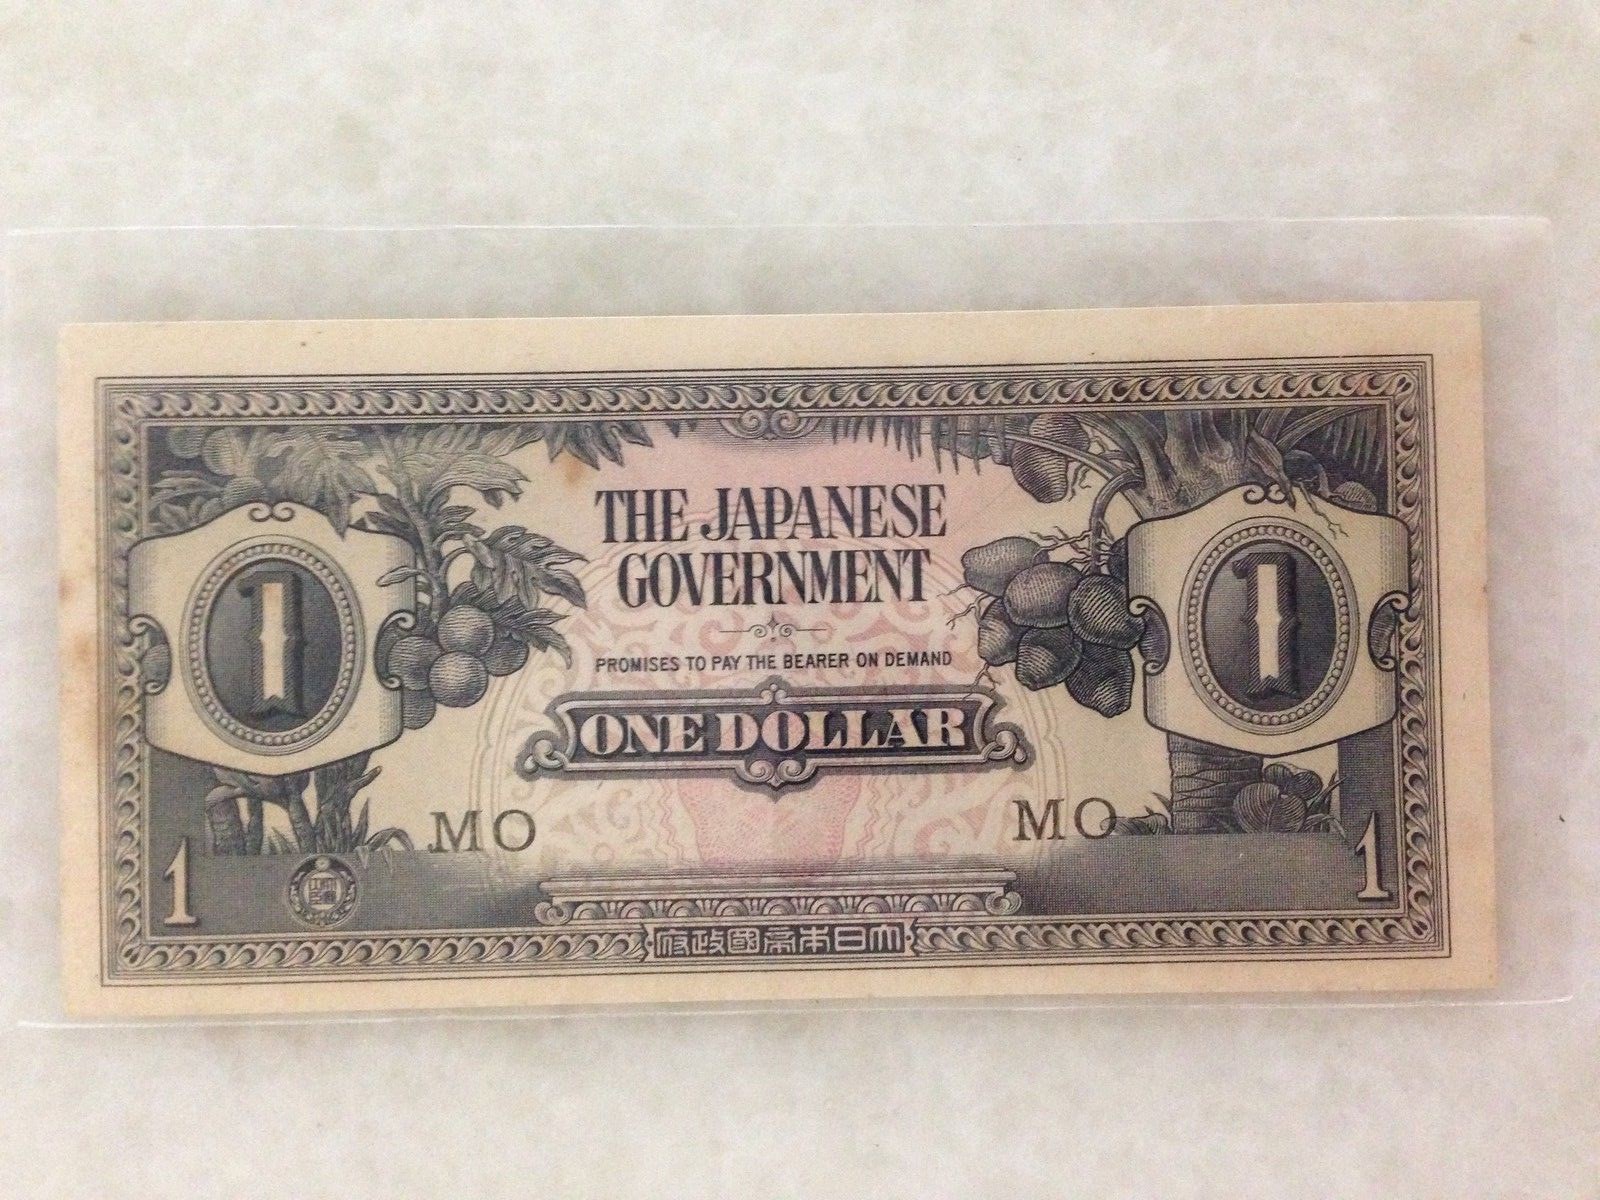 THE JAPANESE
GOVERNMENT
PROMISES TO PAY THE BEARER ON DEMAND
ONE DOLLAR
1
1
MO
MO
1
1
府政國帝本日大